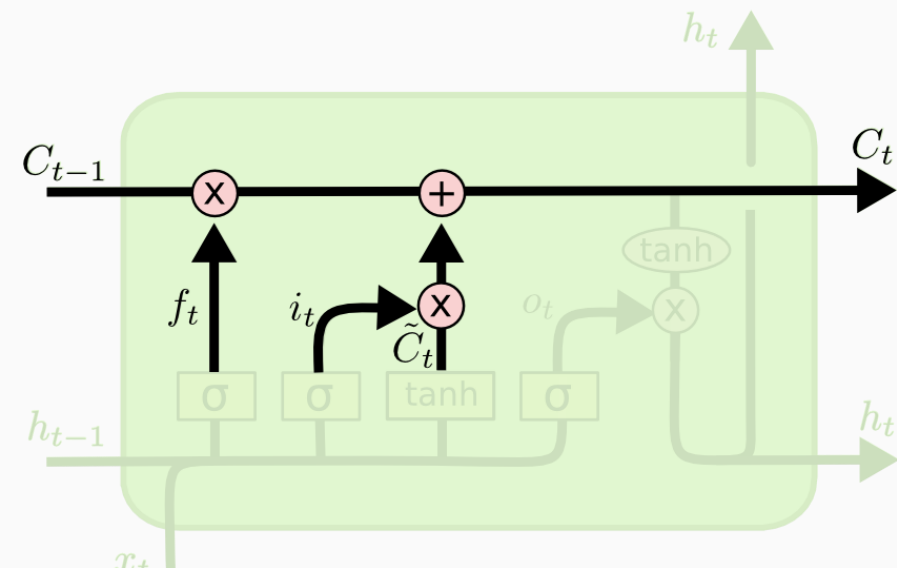 h_t
C_{t-1}
C_t
x
+
tanh
f_t
i_t
x
o_t
x
C̃_t
σ
σ
tanh
σ
h_{t-1}
h_t
x_t